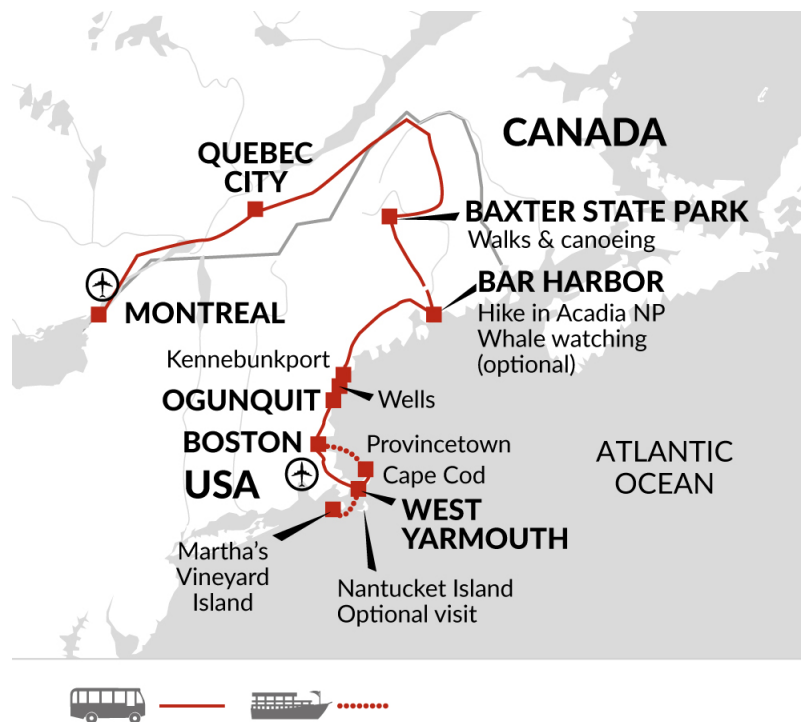 CANADA
QUEBEC
CITY
BAXTER STATE PARK
Walks & canoeing
BAR HARBOR
Hike in Acadia NP
Whale watching
(optional)
MONTREAL
Kennebunkport
OGUNQUIT
Wells
BOSTON
Provincetown
Cape Cod
USA
ATLANTIC
OCEAN
WEST
YARMOUTH
Martha's
Vineyard
Island
Nantucket Island
Optional visit